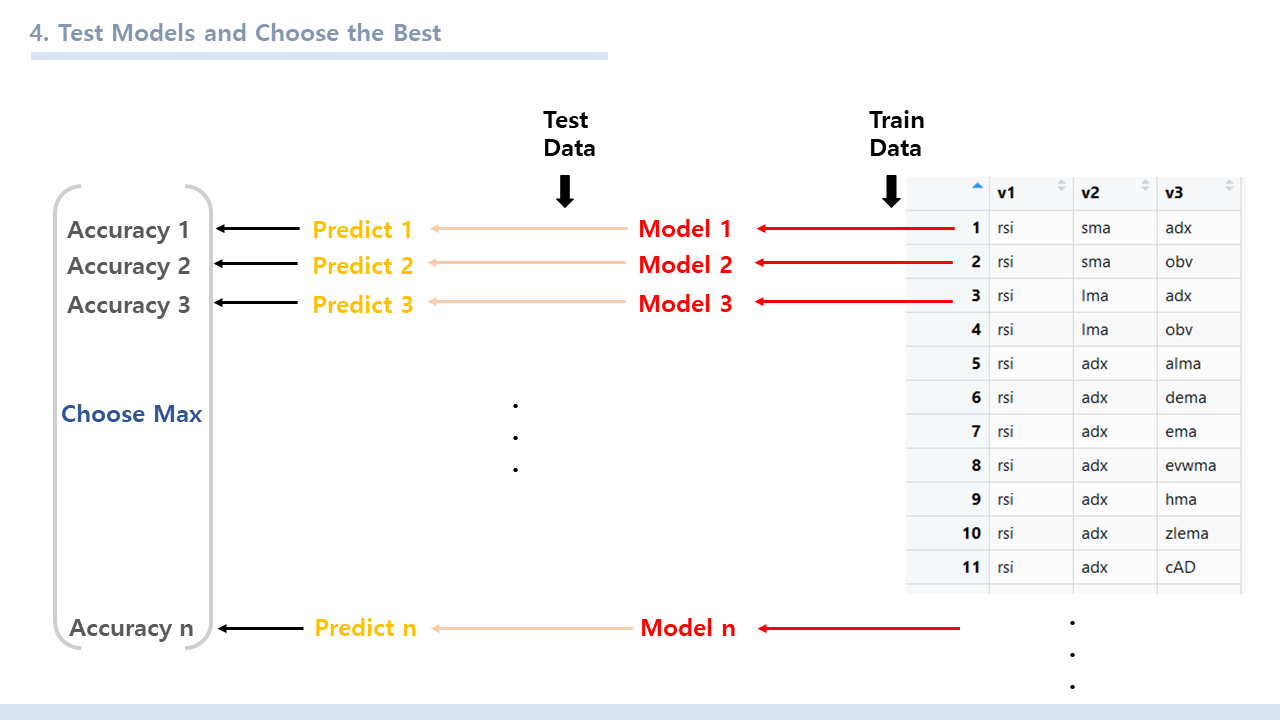 4. Test Models and Choose the Best
Test
Data
Train
Data
v1 v2 v3
Accuracy 1 Predict 1 Model 1 1 rsi sma adx
Accuracy 2 Predict 2 Model 2 2 rsi sma obv
Accuracy 3 Predict 3 Model 3 3 rsi lma adx
4 rsi lma obv
5 rsi adx alma
6 rsi adx dema
Choose Max
7 rsi adx ema
8 rsi adx evwma
9 rsi adx hma
10 rsi adx zlema
11 rsi adx cAD
Accuracy n Predict n Model n